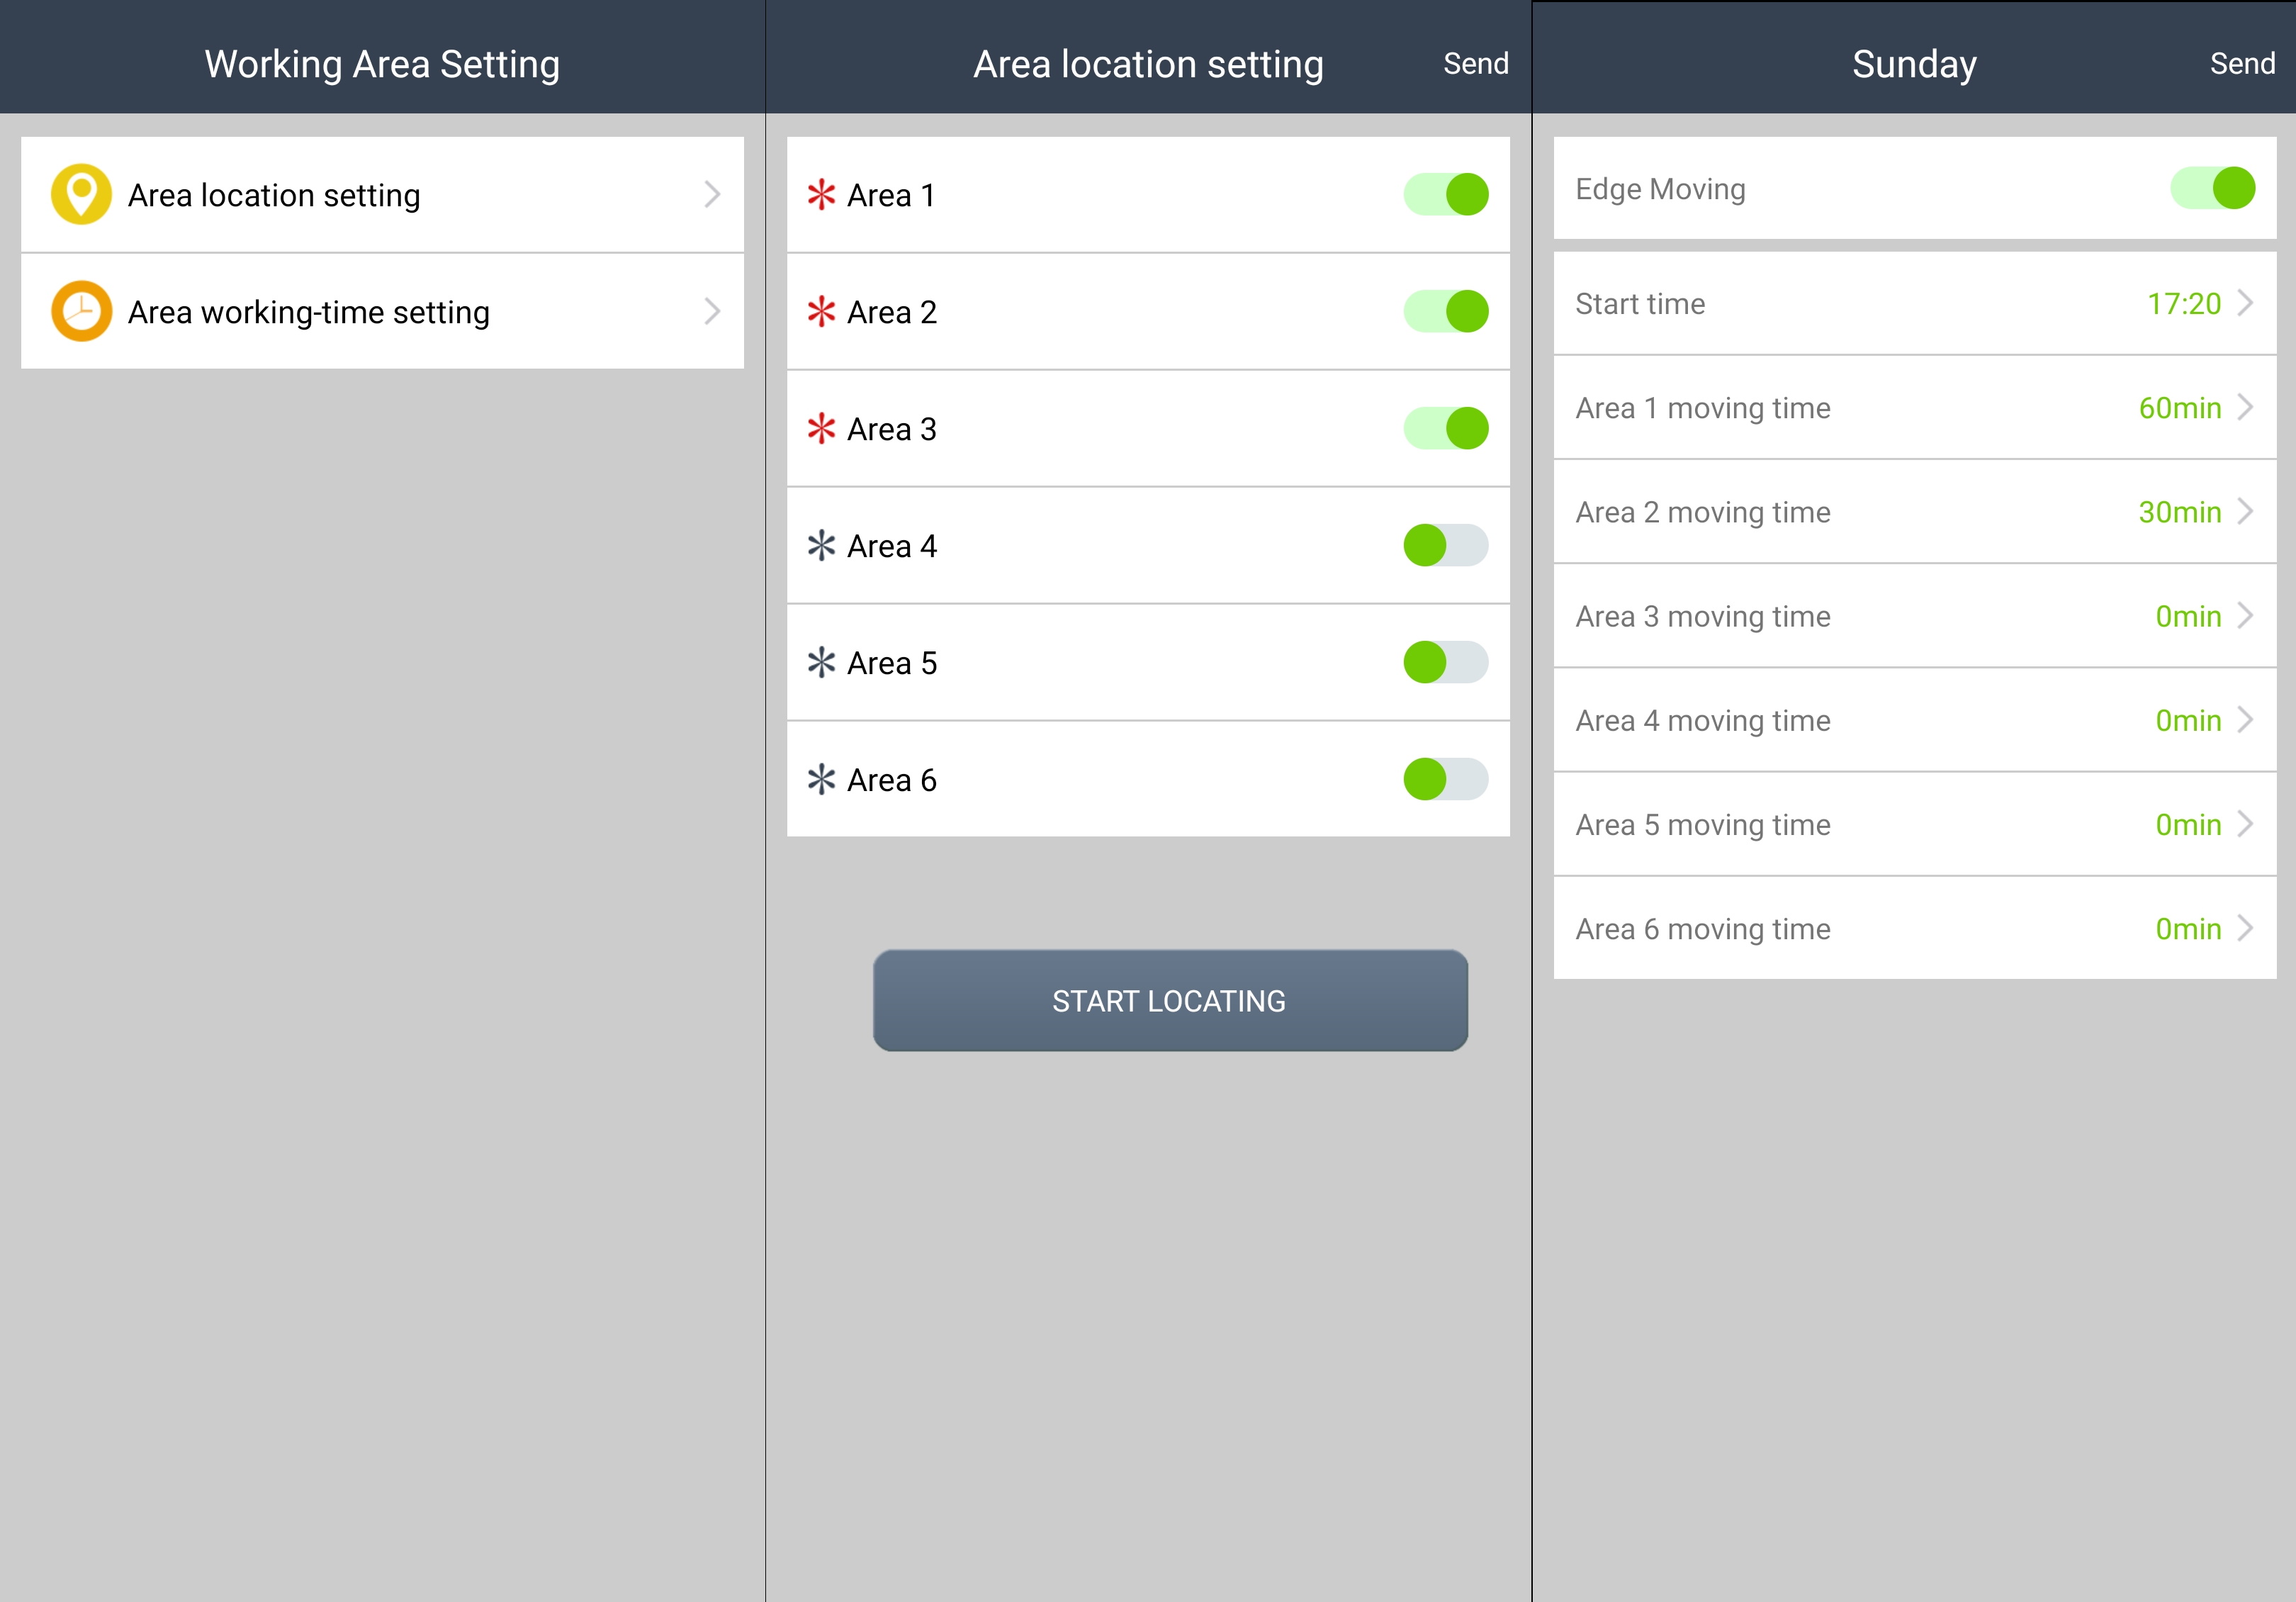 Working Area Setting
Area location setting
Area working-time setting
Area location setting
Send
Area 1
Area 2
Area 3
Area 4
Area 5
Area 6
START LOCATING
Sunday
Send
Edge Moving
Start time 17:20
Area 1 moving time 60min
Area 2 moving time 30min
Area 3 moving time 0min
Area 4 moving time 0min
Area 5 moving time 0min
Area 6 moving time 0min